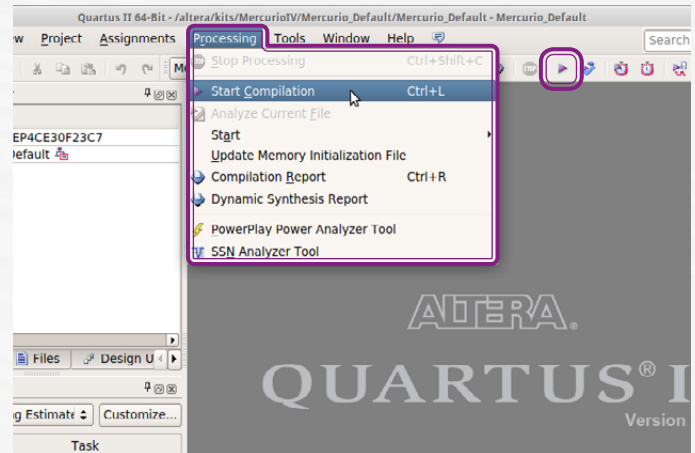 Quartus II 64-Bit - /altera/kits/MercurioIV/Mercurio_Default/Mercurio_Default - Mercurio_Default
w Project Assignments Processing Tools Window Help
Search
Stop Processing Ctrl+Shift+C
Start Compilation Ctrl+L
Analyze Current File
Start
Update Memory Initialization File
Compilation Report Ctrl+R
Dynamic Synthesis Report
PowerPlay Power Analyzer Tool
SSN Analyzer Tool
EP4CE30F23C7
Default
Files Design U
g Estimate Customize...
Task
ALTERA®
QUARTUS® I
Version